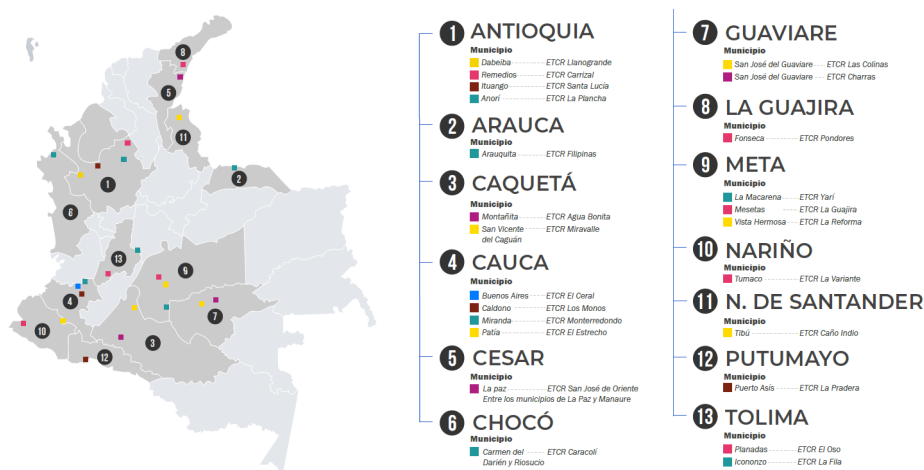 8
5
11
2
1
6
13
9
4
7
10
3
12
1 ANTIOQUIA
Municipio
Dabeiba ETCR Llanogrande
Remedios ETCR Carrizal
Ituango ETCR Santa Lucía
Anorí ETCR La Plancha
2 ARAUCA
Municipio
Arauquita ETCR Filipinas
3 CAQUETÁ
Municipio
Montañita ETCR Agua Bonita
San Vicente ETCR Miravalle
del Caguán
4 CAUCA
Municipio
Buenos Aires ETCR El Ceral
Caldono ETCR Los Monos
Miranda ETCR Monterredondo
Patía ETCR El Estrecho
5 CESAR
Municipio
La paz ETCR San José de Oriente
Entre los municipios de La Paz y Manaure
6 CHOCÓ
Municipio
Carmen del ETCR Caracolí
Darién y Riosucio
7 GUAVIARE
Municipio
San José del Guaviare ETCR Las Colinas
San José del Guaviare ETCR Charras
8 LA GUAJIRA
Municipio
Fonseca ETCR Pondores
9 META
Municipio
La Macarena ETCR Yarí
Mesetas ETCR La Guajira
Vista Hermosa ETCR La Reforma
10 NARIÑO
Municipio
Tumaco ETCR La Variante
11 N. DE SANTANDER
Municipio
Tibú ETCR Caño Indio
12 PUTUMAYO
Municipio
Puerto Asís ETCR La Pradera
13 TOLIMA
Municipio
Planadas ETCR El Oso
Icononzo ETCR La Fila